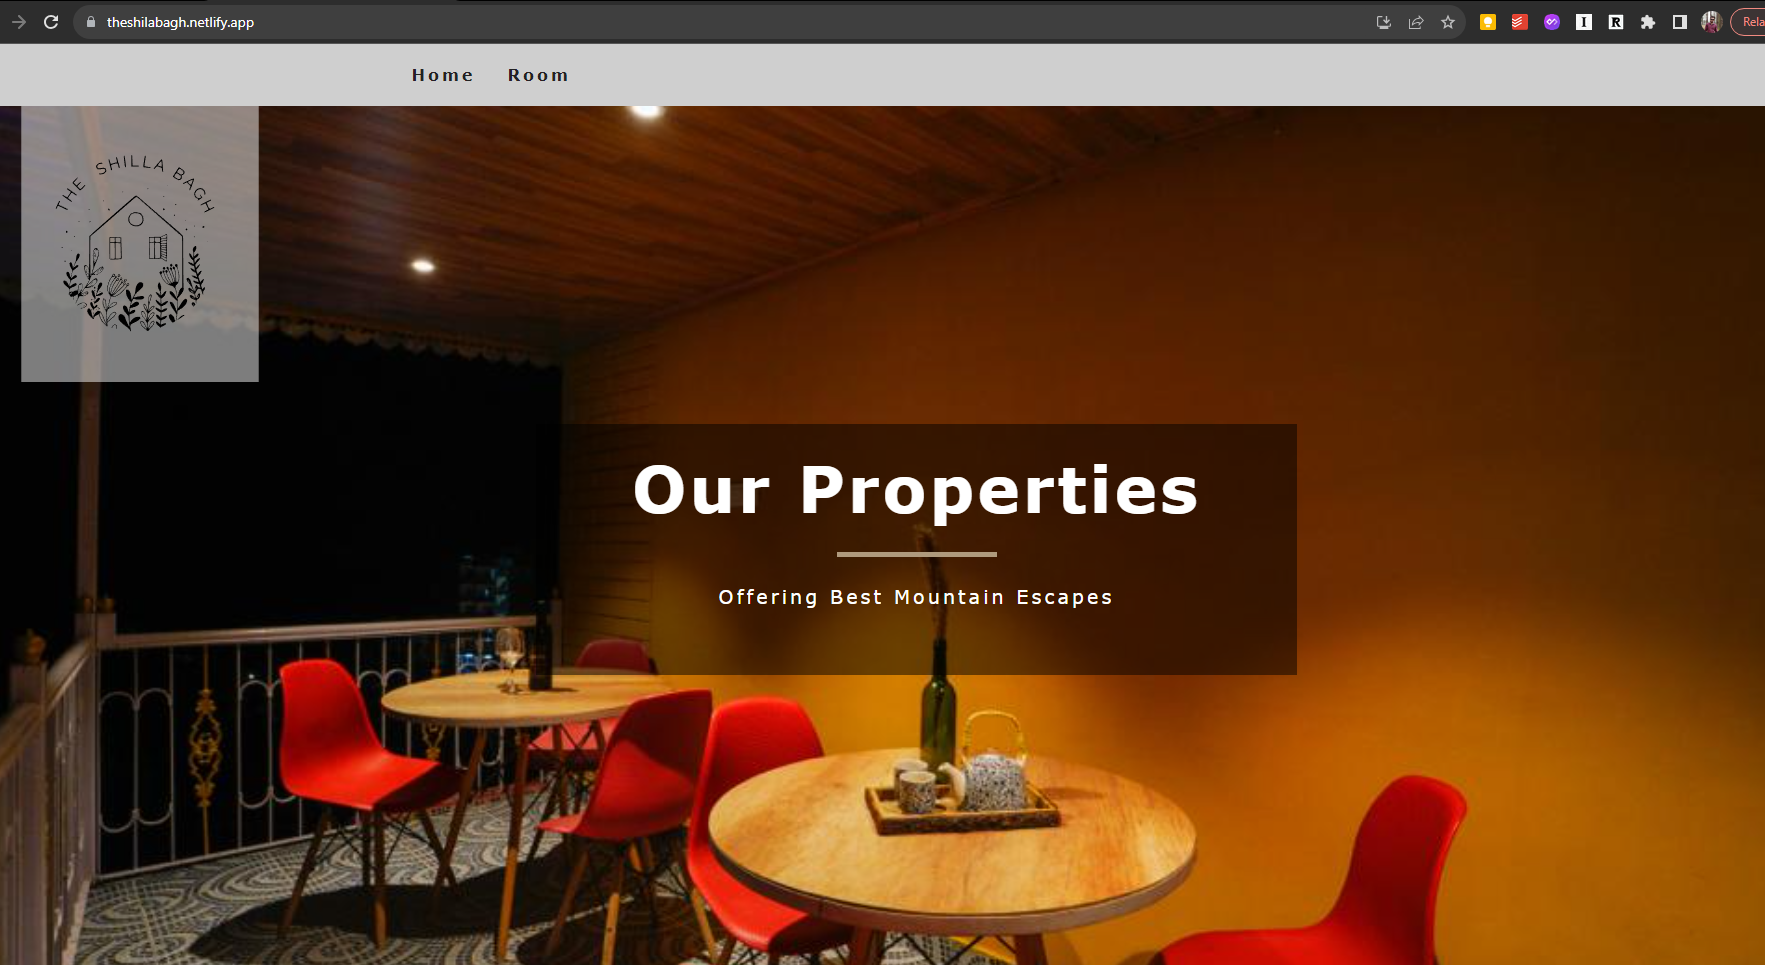 theshilabagh.netlify.app
Rela
Home Room
THE SHILLA BAGH
Our Properties
Offering Best Mountain Escapes